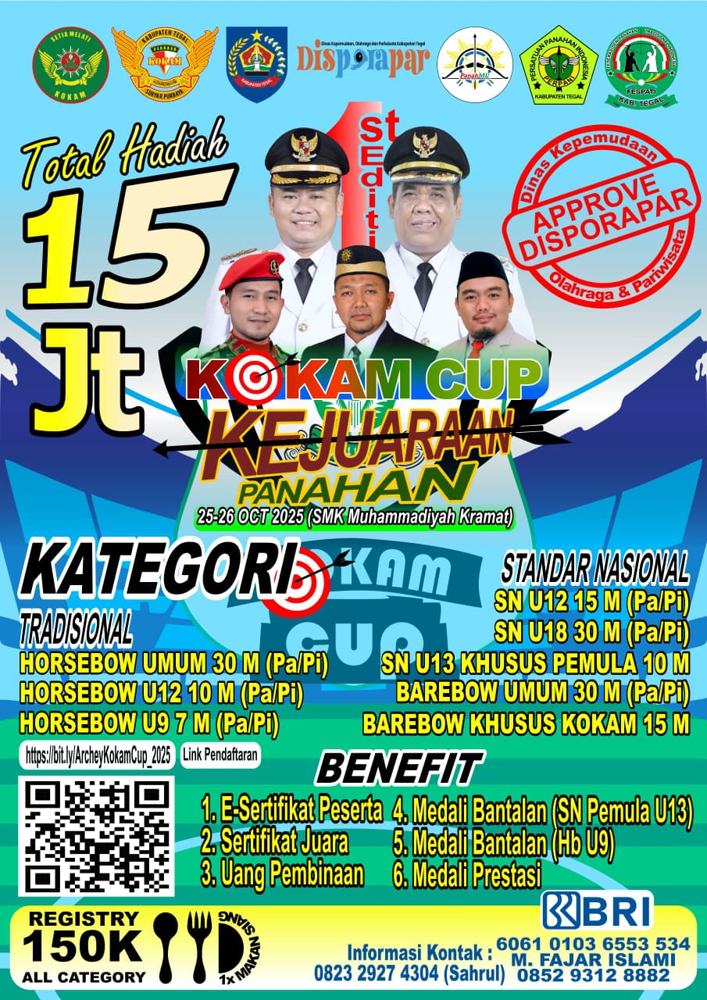 SETIA MELATI
KOKAM
KABUPATEN TEGAL
PERKASA
KOKAM
SURYA H. PURBAYA
KABUPATEN TEGAL
Dinas Kepemudaan, Olahraga dan Pariwisata Kabupaten Tegal
Disporapar
PanahMU
PERSATUAN PANAHAN INDONESIA
PERPANI
KABUPATEN TEGAL
FESPATI
KAB. TEGAL
Total Hadiah
15
Jt
1st Editi
Dinas Kepemudaan
APPROVE
DISPORAPAR
Olahraga & Pariwisata
KOKAM CUP
KEJUARAAN
PANAHAN
25-26 OCT 2025 (SMK Muhammadiyah Kramat)
KOKAM
CUP
KATEGORI
TRADISIONAL
HORSEBOW UMUM 30 M (Pa/Pi)
HORSEBOW U12 10 M (Pa/Pi)
HORSEBOW U9 7 M (Pa/Pi)
STANDAR NASIONAL
SN U12 15 M (Pa/Pi)
SN U18 30 M (Pa/Pi)
SN U13 KHUSUS PEMULA 10 M
BAREBOW UMUM 30 M (Pa/Pi)
BAREBOW KHUSUS KOKAM 15 M
https://bit.ly/ArcheyKokamCup_2025
Link Pendaftaran
BENEFIT
1. E-Sertifikat Peserta
2. Sertifikat Juara
3. Uang Pembinaan
4. Medali Bantalan (SN Pemula U13)
5. Medali Bantalan (Hb U9)
6. Medali Prestasi
REGISTRY
150K
ALL CATEGORY
1x MAKAN SIANG
BRI
6061 0103 6553 534
M. FAJAR ISLAMI
Informasi Kontak :
0823 2927 4304 (Sahrul)
0852 9312 8882